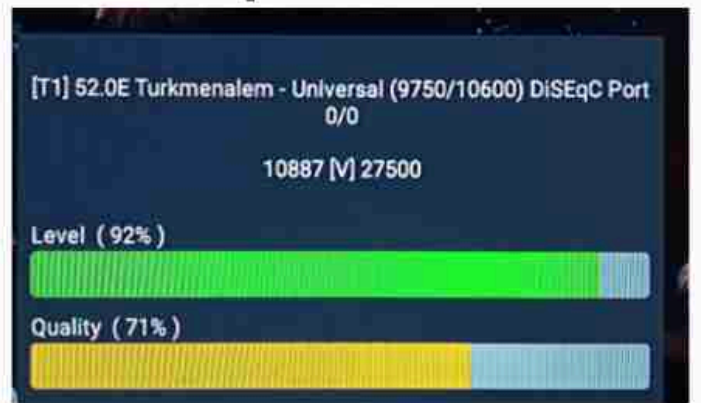 [T1] 52.0E Turkmenalem - Universal (9750/10600) DiSEqC Port
0/0
10887 [V] 27500
Level ( 92% )
Quality ( 71% )